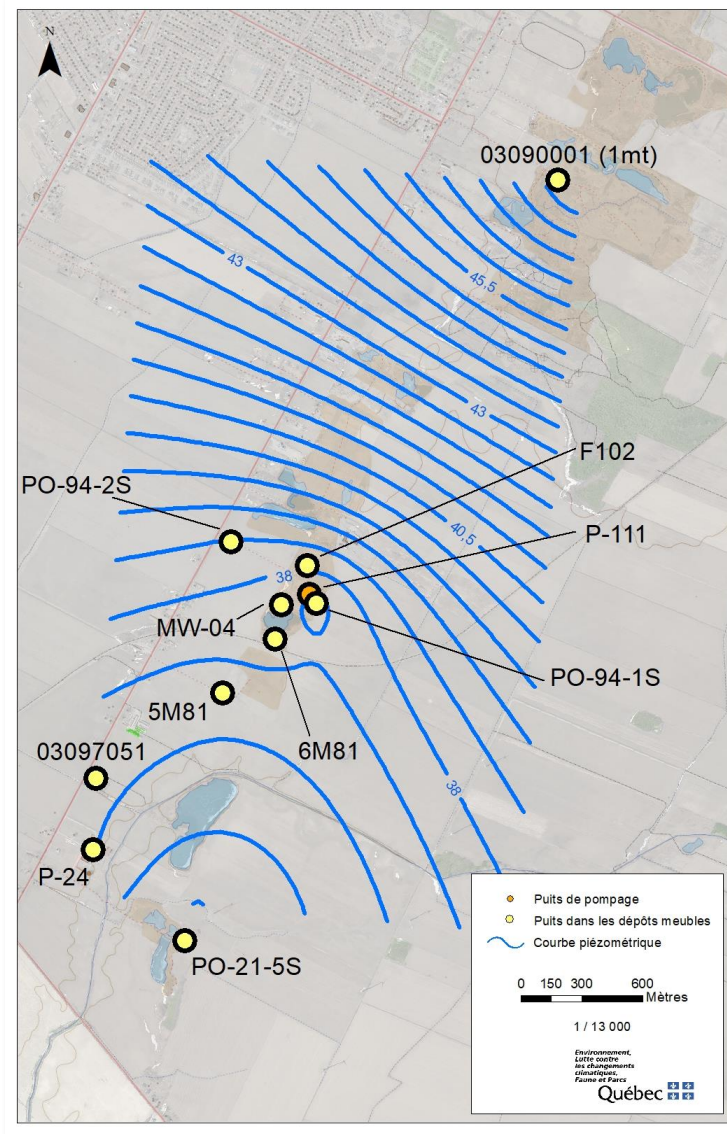 N
03090001 (1mt)
43
45,5
43
F102
PO-94-2S
40,5
P-111
38
MW-04
PO-94-1S
5M81
6M81
03097051
38
P-24
PO-21-5S
Puits de pompage
Puits dans les dépôts meubles
Courbe piézométrique
0 150 300 600
Mètres
1 / 13 000
Environnement,
Lutte contre
les changements
climatiques,
Faune et Parcs
Québec